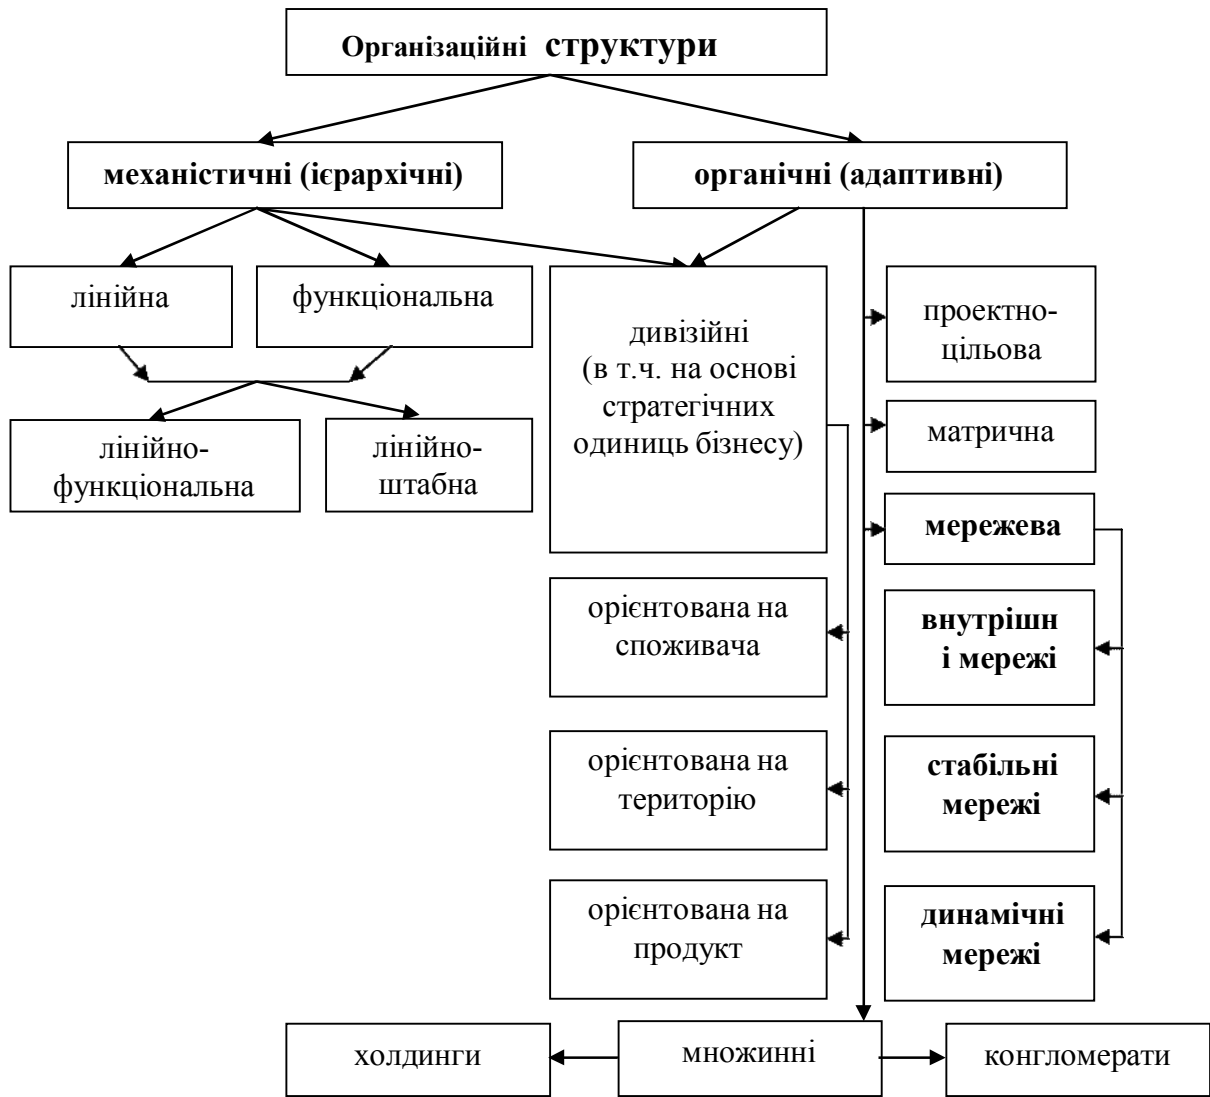 Організаційні структури
механістичні (ієрархічні)
органічні (адаптивні)
лінійна
функціональна
дивізійні
(в т.ч. на основі
стратегічних
одиниць бізнесу)
проектно-
цільова
матрична
лінійно-
функціональна
лінійно-
штабна
мережева
орієнтована на
споживача
внутрішн
і мережі
орієнтована на
територію
стабільні
мережі
орієнтована на
продукт
динамічні
мережі
холдинги
множинні
конгломерати